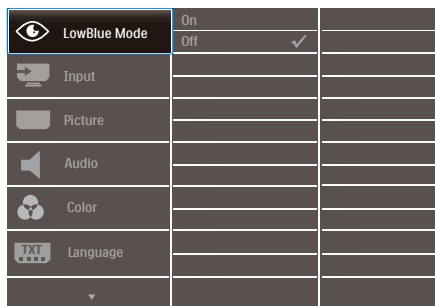 LowBlue Mode
On
Off
Input
Picture
Audio
Color
TXT
Language